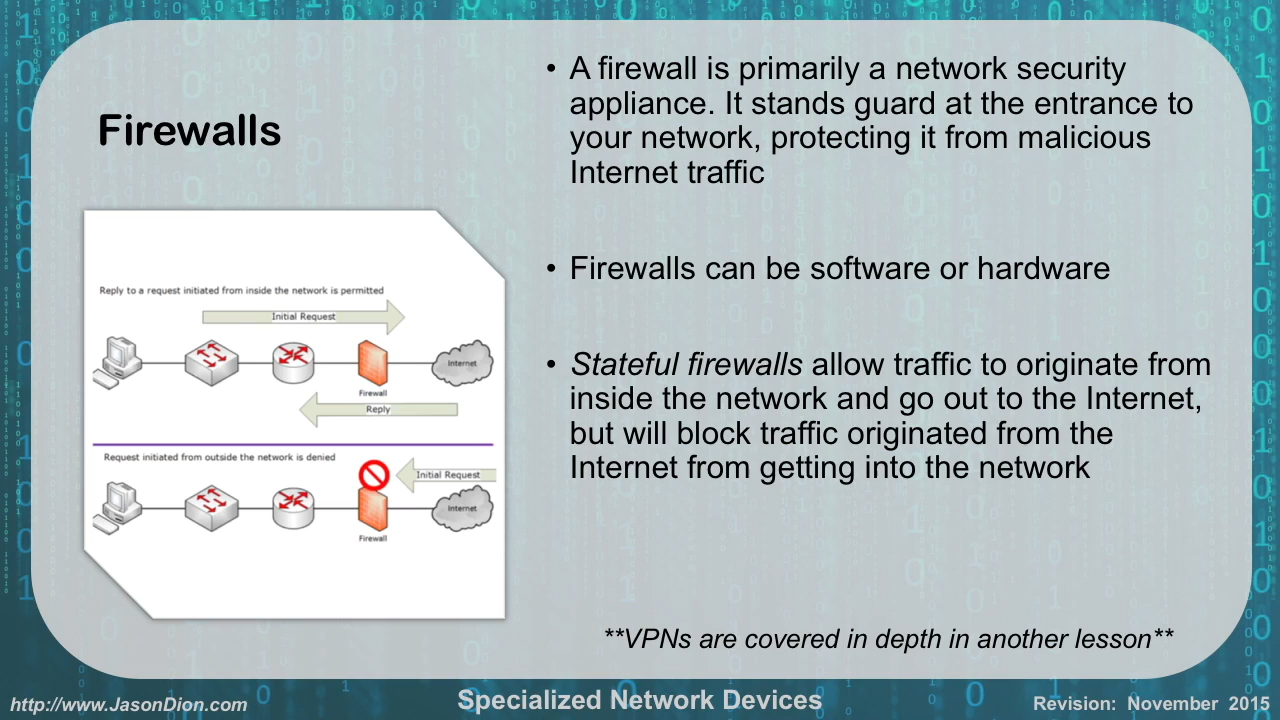 Firewalls
• A firewall is primarily a network security
appliance. It stands guard at the entrance to
your network, protecting it from malicious
Internet traffic
• Firewalls can be software or hardware
• Stateful firewalls allow traffic to originate from
inside the network and go out to the Internet,
but will block traffic originated from the
Internet from getting into the network
**VPNs are covered in depth in another lesson**
Reply to a request initiated from inside the network is permitted
Initial Request
Internet
Firewall
Reply
Request initiated from outside the network is denied
Initial Request
Internet
Firewall
http://www.JasonDion.com
Specialized Network Devices
Revision: November 2015